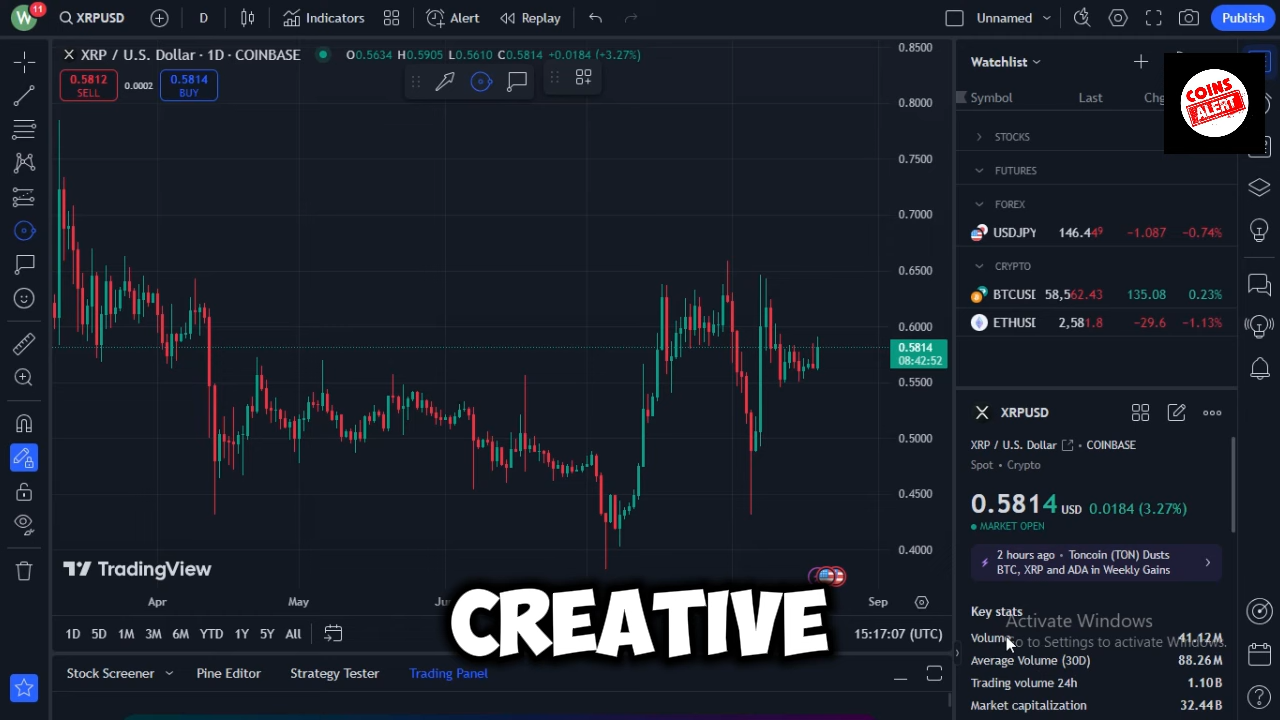 W 11 XRPUSD D Indicators Alert Replay Unnamed Publish
XRP / U.S. Dollar · 1D · COINBASE O0.5634 H0.5905 L0.5610 C0.5814 +0.0184 (+3.27%)
0.5812 SELL
0.0002
0.5814 BUY
0.8500
0.8000
0.7500
0.7000
0.6500
0.6000
0.5814
08:42:52
0.5500
0.5000
0.4500
0.4000
TradingView
Apr May Sep
CREATIVE
1D 5D 1M 3M 6M YTD 1Y 5Y All
15:17:07 (UTC)
Stock Screener Pine Editor Strategy Tester Trading Panel
Watchlist
COINS
ALERT
Symbol Last Chg
STOCKS
FUTURES
FOREX
USDJPY 146.449 −1.087 −0.74%
CRYPTO
BTCUSI 58,562.43 135.08 0.23%
ETHUSI 2,581.8 −29.6 −1.13%
XRPUSD
XRP / U.S. Dollar • COINBASE
Spot • Crypto
0.5814 USD 0.0184 (3.27%)
MARKET OPEN
2 hours ago • Toncoin (TON) Dusts
BTC, XRP and ADA in Weekly Gains
Key stats
Activate Windows
Go to Settings to activate Windows.
Volume 41.12M
Average Volume (30D) 88.26M
Trading volume 24h 1.10B
Market capitalization 32.44B